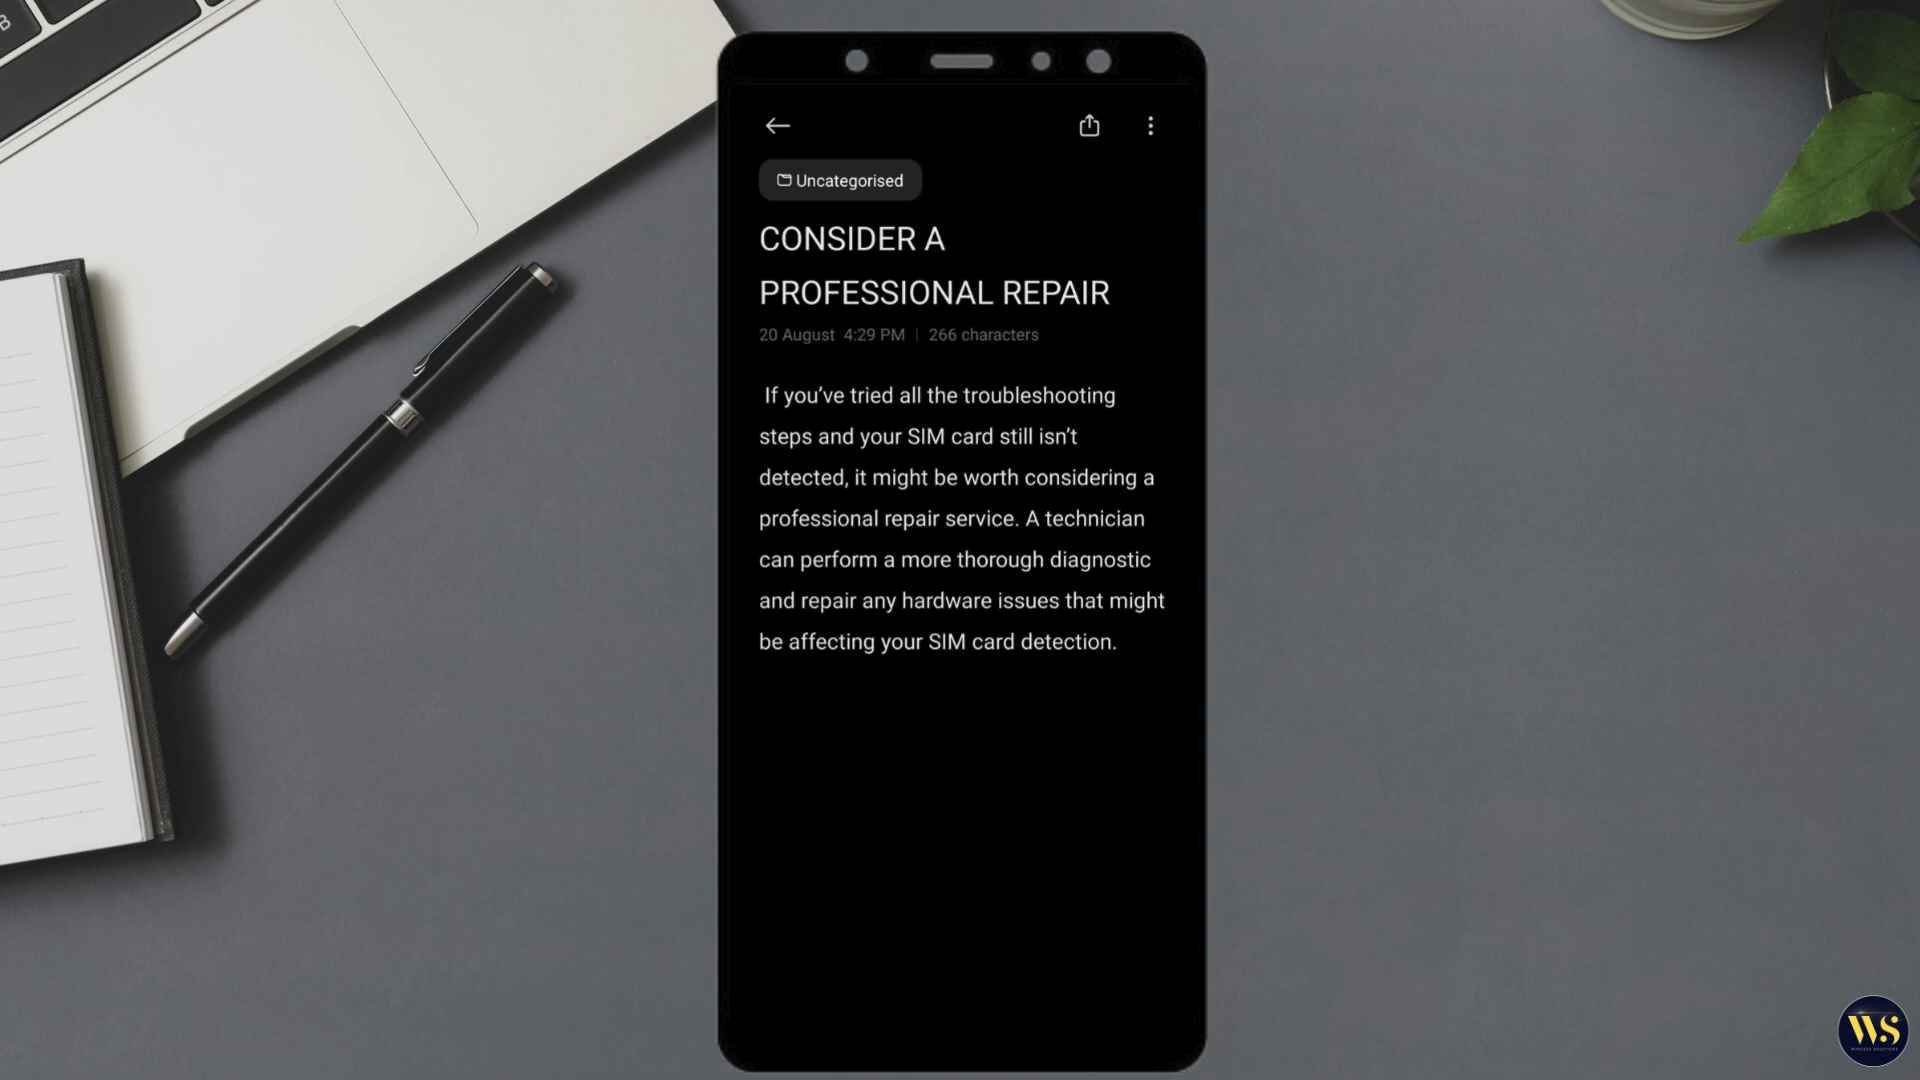 B
Uncategorised
CONSIDER A
PROFESSIONAL REPAIR
20 August 4:29 PM | 266 characters
If you’ve tried all the troubleshooting
steps and your SIM card still isn’t
detected, it might be worth considering a
professional repair service. A technician
can perform a more thorough diagnostic
and repair any hardware issues that might
be affecting your SIM card detection.
WS
WIRELESS SOLUTIONS